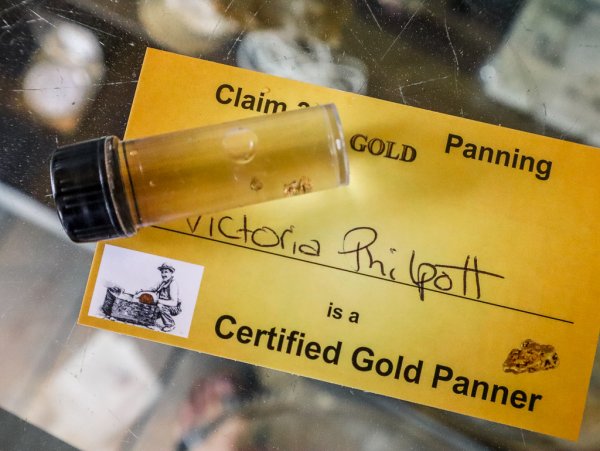 Claim GOLD Panning
Victoria Philpott
is a
Certified Gold Panner